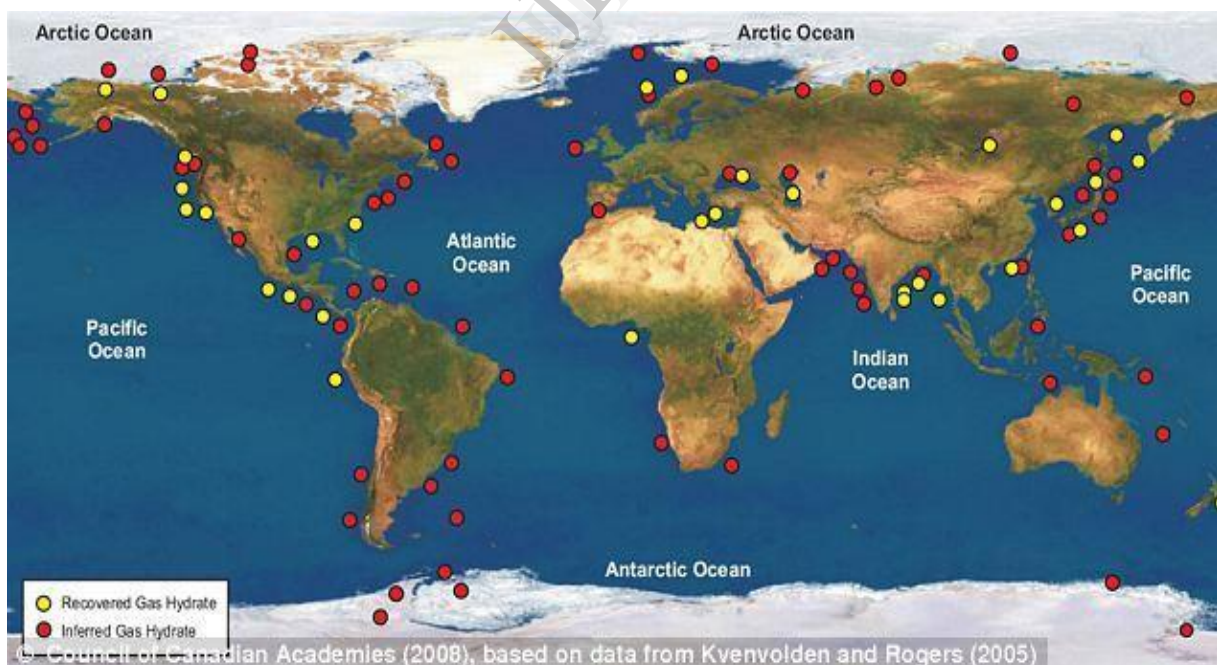 Arctic Ocean
Arctic Ocean
Atlantic
Ocean
Pacific
Ocean
Pacific
Ocean
Indian
Ocean
Antarctic Ocean
Recovered Gas Hydrate
Inferred Gas Hydrate
© Council of Canadian Academies (2008), based on data from Kvenvolden and Rogers (2005)